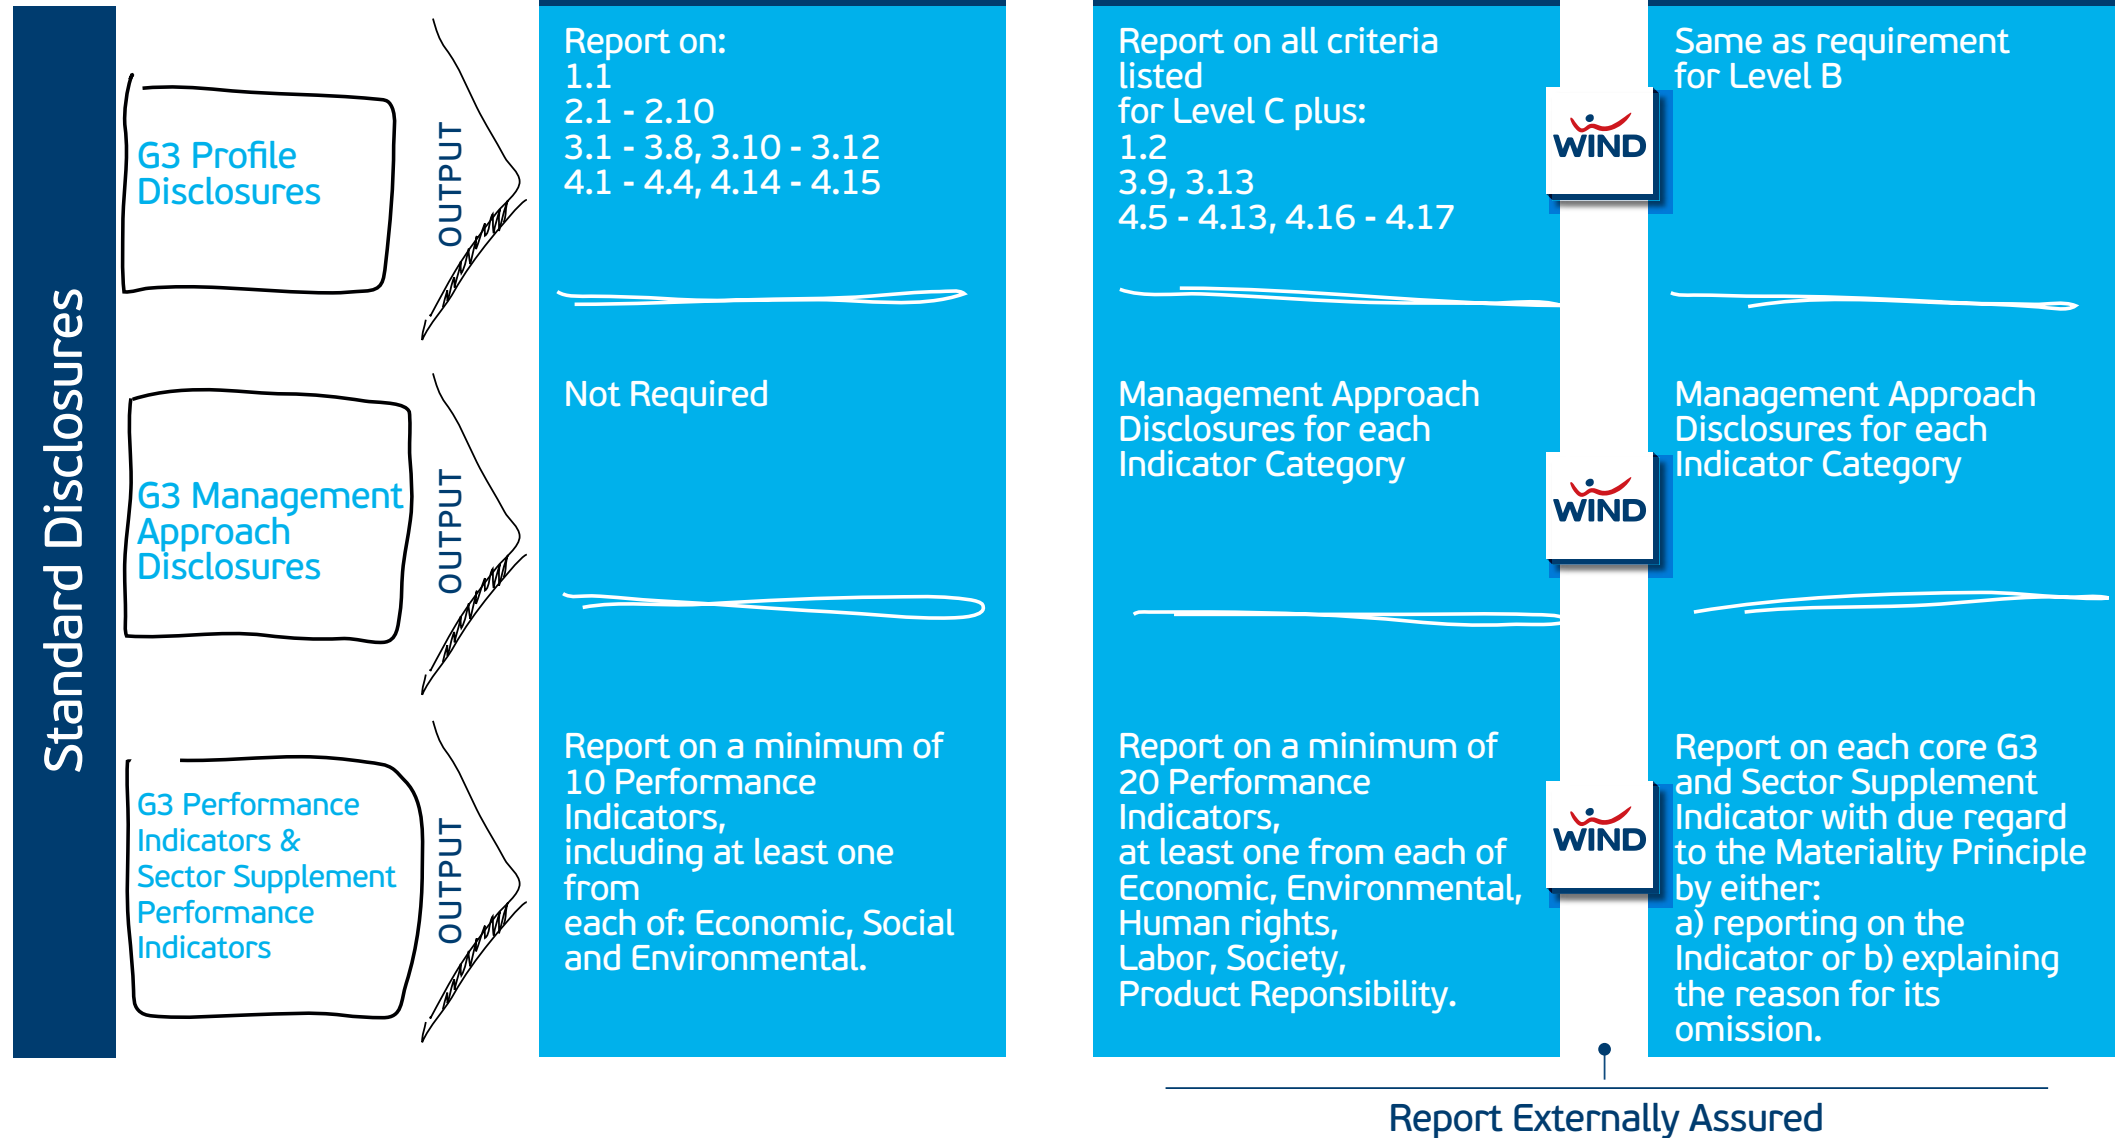 Standard Disclosures
G3 Profile
Disclosures
OUTPUT
Report on:
1.1
2.1 - 2.10
3.1 - 3.8, 3.10 - 3.12
4.1 - 4.4, 4.14 - 4.15
Report on all criteria
listed
for Level C plus:
1.2
3.9, 3.13
4.5 - 4.13, 4.16 - 4.17
WIND
Same as requirement
for Level B
G3 Management
Approach
Disclosures
OUTPUT
Not Required
Management Approach
Disclosures for each
Indicator Category
WIND
Management Approach
Disclosures for each
Indicator Category
G3 Performance
Indicators &
Sector Supplement
Performance
Indicators
OUTPUT
Report on a minimum of
10 Performance
Indicators,
including at least one
from
each of: Economic, Social
and Environmental.
Report on a minimum of
20 Performance
Indicators,
at least one from each of
Economic, Environmental,
Human rights,
Labor, Society,
Product Reponsibility.
WIND
Report on each core G3
and Sector Supplement
Indicator with due regard
to the Materiality Principle
by either:
a) reporting on the
Indicator or b) explaining
the reason for its
omission.
Report Externally Assured